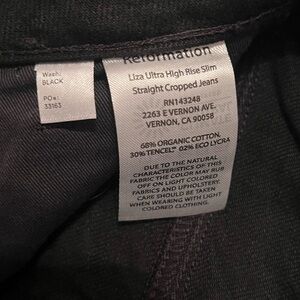 Reformation
Liza Ultra High Rise Slim
Straight Cropped Jeans
RN143248
2263 E VERNON AVE.
VERNON, CA 90058
68% ORGANIC COTTON,
30% TENCEL™ 02% ECO LYCRA
DUE TO THE NATURAL
CHARACTERISTICS OF THIS
FABRIC THE COLOR MAY RUB
OFF ON LIGHT COLORED
FABRICS AND UPHOLSTERY.
CARE SHOULD BE TAKEN
WHEN WEARING WITH LIGHT
COLORED CLOTHING.
Wash:
BLACK
PO#:
33163